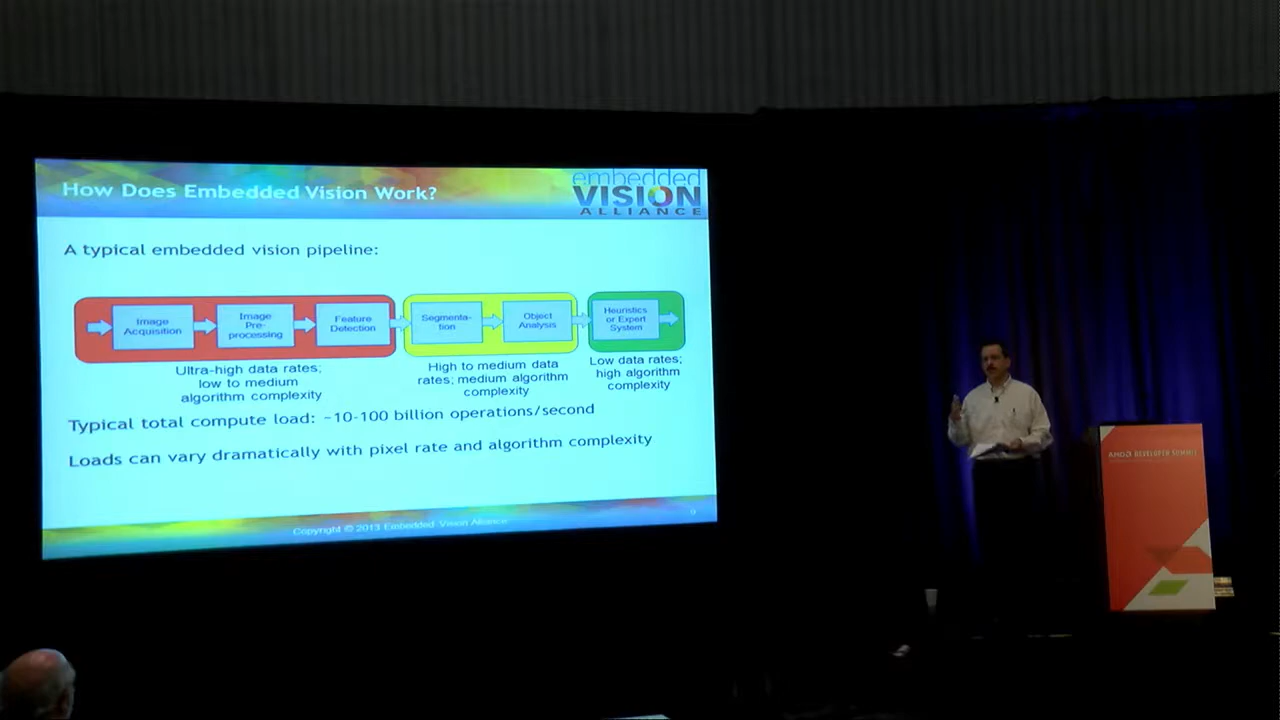 How Does Embedded Vision Work?
embedded
VISION
ALLIANCE
A typical embedded vision pipeline:
Image
Acquisition
Image
Pre-
processing
Feature
Detection
Segmenta-
tion
Object
Analysis
Heuristics
or Expert
System
Ultra-high data rates;
low to medium
algorithm complexity
High to medium data
rates; medium algorithm
complexity
Low data rates;
high algorithm
complexity
Typical total compute load: ~10-100 billion operations/second
Loads can vary dramatically with pixel rate and algorithm complexity
Copyright © 2013 Embedded Vision Alliance
9
AMD DEVELOPER SUMMIT